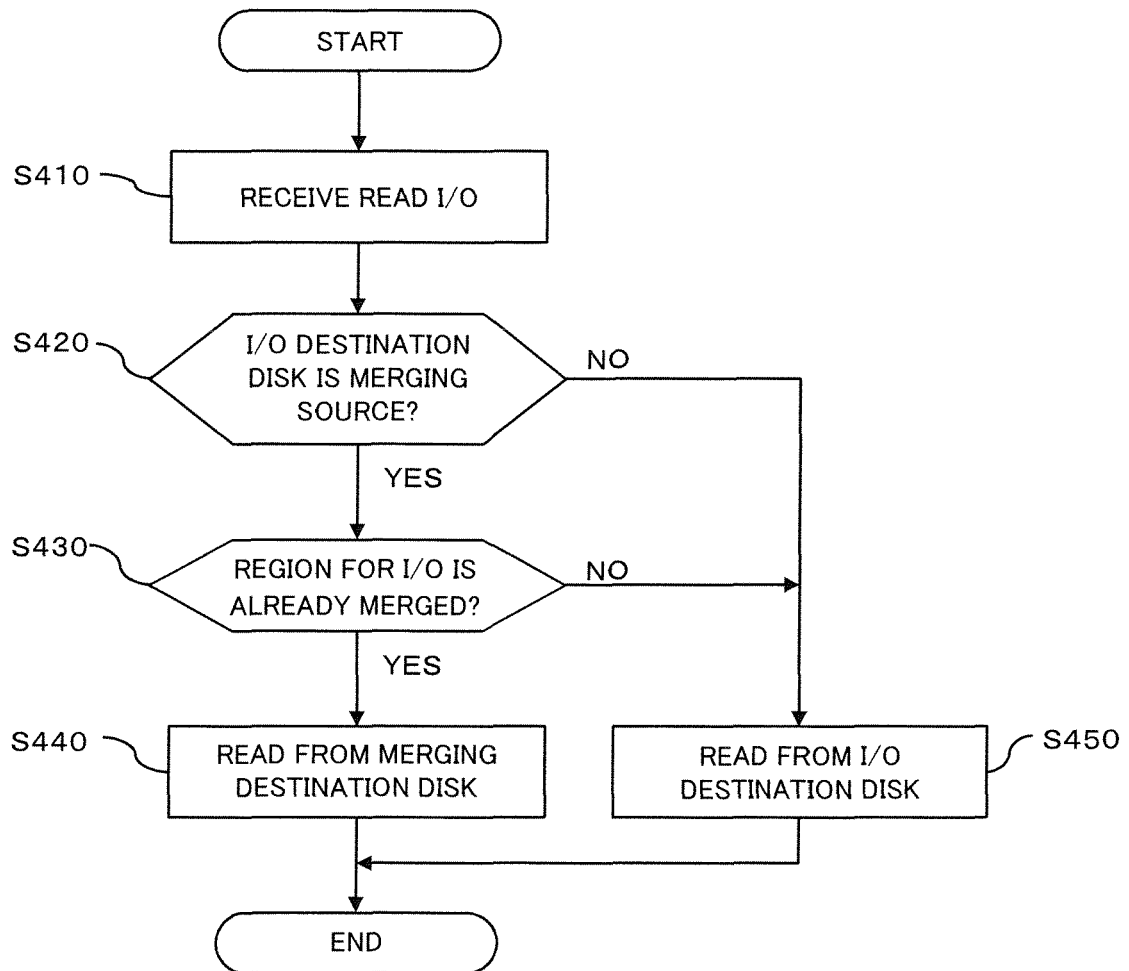 START
S410
RECEIVE READ I/O
S420
I/O DESTINATION
DISK IS MERGING
SOURCE?
NO
YES
S430
REGION FOR I/O IS
ALREADY MERGED?
NO
YES
S440
READ FROM MERGING
DESTINATION DISK
READ FROM I/O
DESTINATION DISK
S450
END